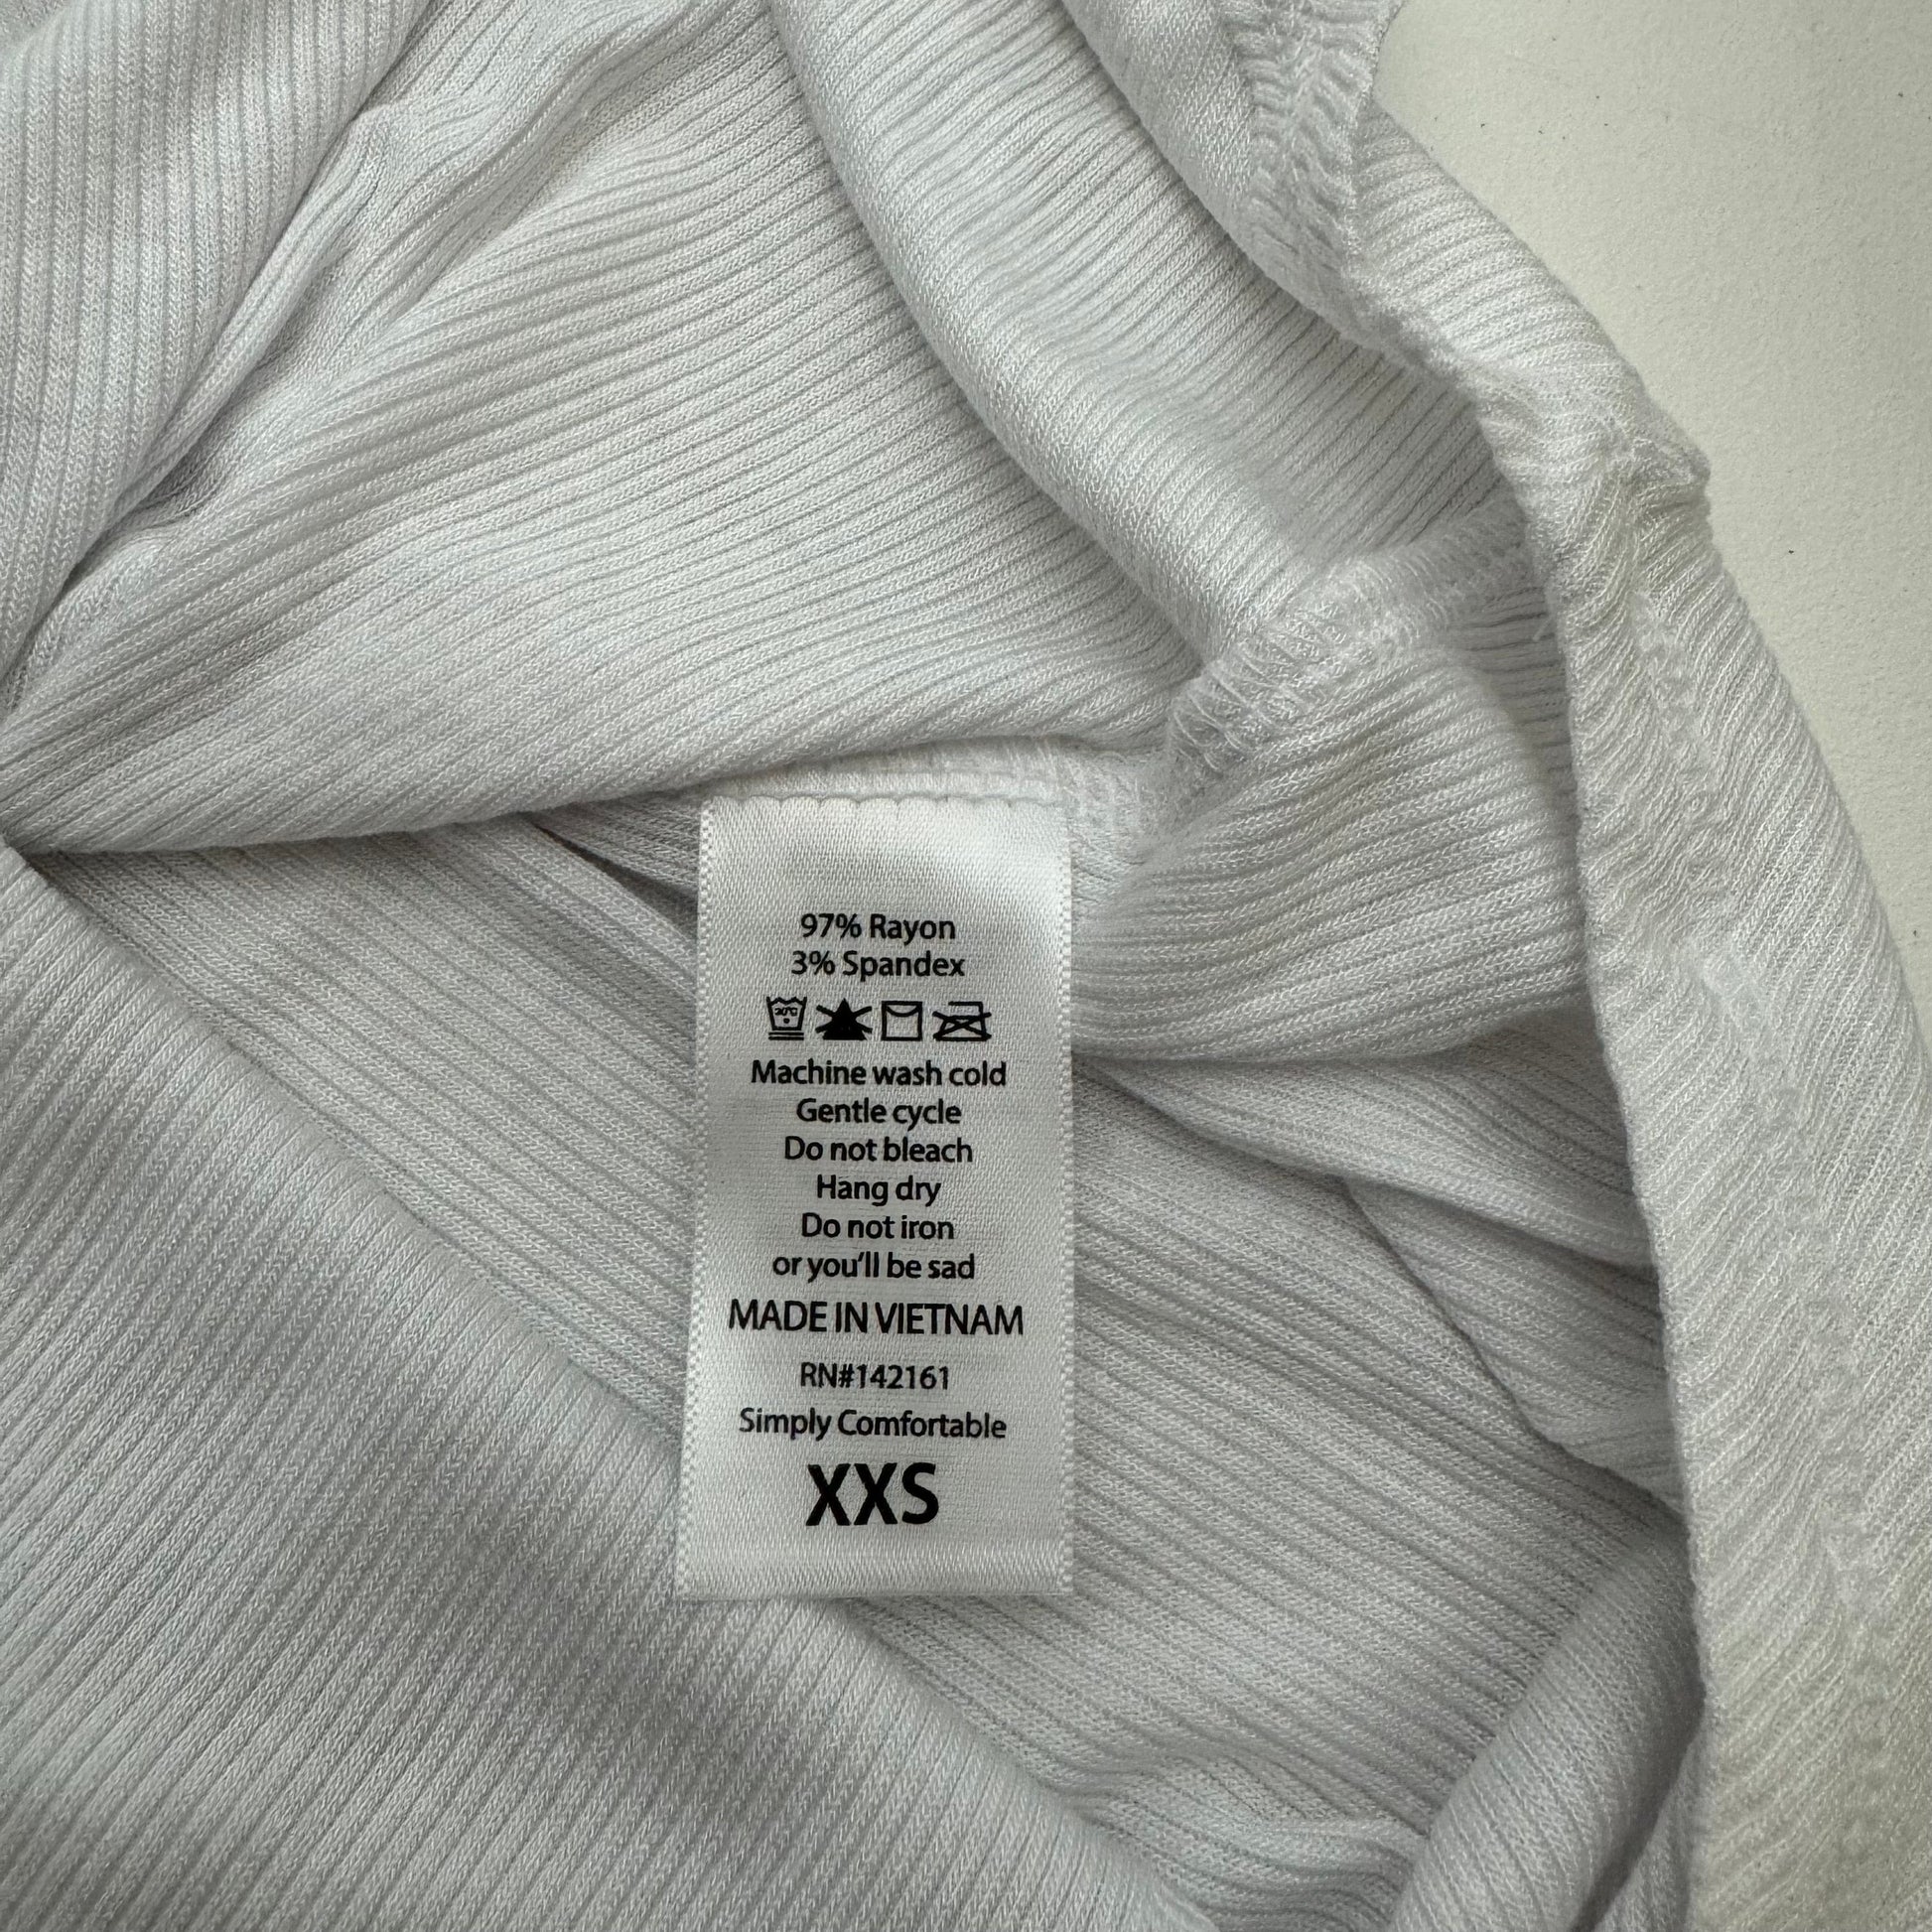 97% Rayon
3% Spandex
30°C
Machine wash cold
Gentle cycle
Do not bleach
Hang dry
Do not iron
or you'll be sad
MADE IN VIETNAM
RN#142161
Simply Comfortable
XXS